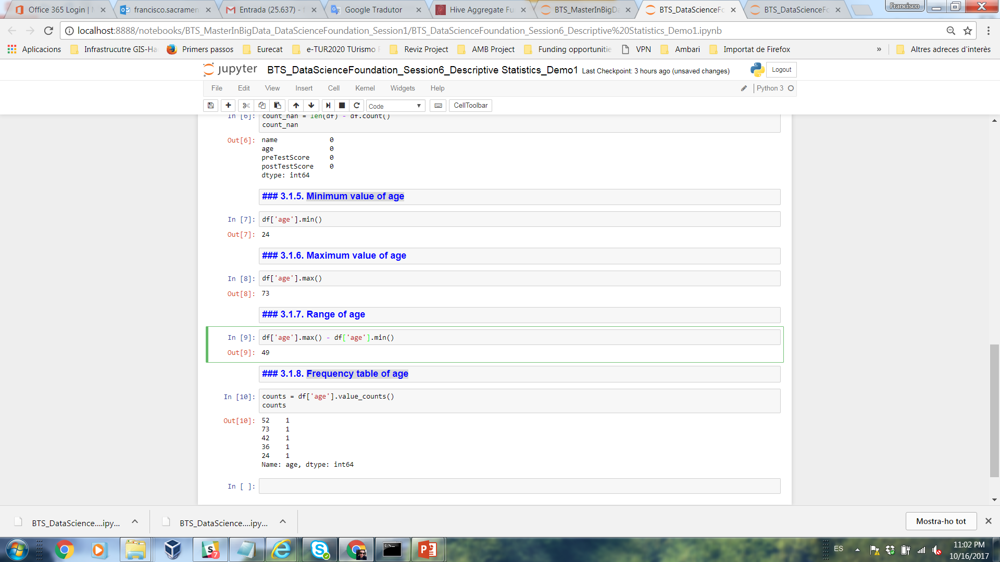 Office 365 Login |
francisco.sacramen
Entrada (25.637) -
Google Tradutor
Hive Aggregate Fu
BTS_MasterInBigDa
BTS_DataScienceFo
BTS_DataScienceFo
Francisco
localhost:8888/notebooks/BTS_MasterInBigData_DataScienceFoundation_Session1/BTS_DataScienceFoundation_Session6_Descriptive%20Statistics_Demo1.ipynb
Aplicacions
Infrastrucutre GIS-Ha
Primers passos
Eurecat
e-TUR2020 TUrismo
Reviz Project
AMB Project
Funding opportunitie
VPN
Ambari
Importat de Firefox
»
Altres adreces d'interès
jupyter BTS_DataScienceFoundation_Session6_Descriptive Statistics_Demo1 Last Checkpoint: 3 hours ago (unsaved changes)
Logout
File Edit View Insert Cell Kernel Widgets Help
Python 3
Code
CellToolbar
In [6]: count_nan = len(df) - df.count()
count_nan
Out[6]: name 0
age 0
preTestScore 0
postTestScore 0
dtype: int64
### 3.1.5. Minimum value of age
In [7]: df['age'].min()
Out[7]: 24
### 3.1.6. Maximum value of age
In [8]: df['age'].max()
Out[8]: 73
### 3.1.7. Range of age
In [9]: df['age'].max() - df['age'].min()
Out[9]: 49
### 3.1.8. Frequency table of age
In [10]: counts = df['age'].value_counts()
counts
Out[10]: 52 1
73 1
42 1
36 1
24 1
Name: age, dtype: int64
In [ ]:
BTS_DataScience....ipy...
BTS_DataScience....ipy...
Mostra-ho tot
7
ES
11:02 PM
10/16/2017